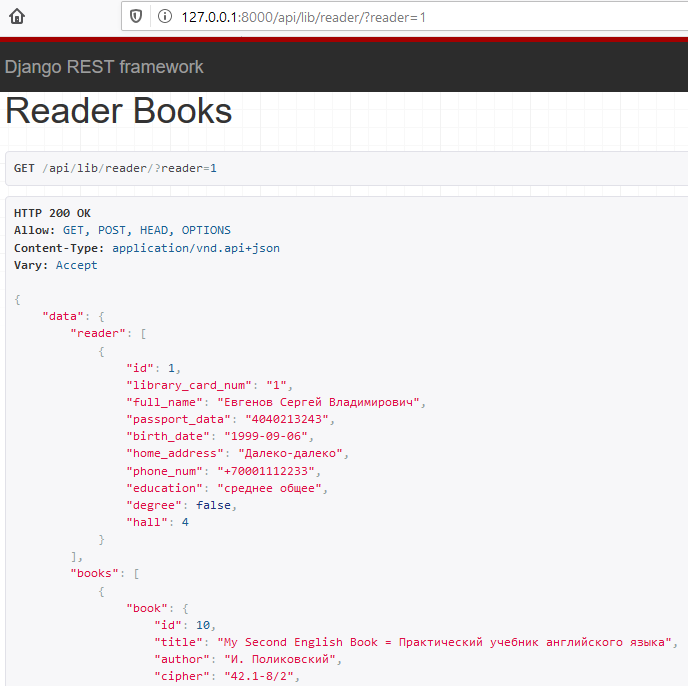 127.0.0.1:8000/api/lib/reader/?reader=1
Django REST framework
Reader Books
GET /api/lib/reader/?reader=1
HTTP 200 OK
Allow: GET, POST, HEAD, OPTIONS
Content-Type: application/vnd.api+json
Vary: Accept
{
    "data": {
        "reader": [
            {
                "id": 1,
                "library_card_num": "1",
                "full_name": "Евгенов Сергей Владимирович",
                "passport_data": "4040213243",
                "birth_date": "1999-09-06",
                "home_address": "Далеко-далеко",
                "phone_num": "+70001112233",
                "education": "среднее общее",
                "degree": false,
                "hall": 4
            }
        ],
        "books": [
            {
                "book": {
                    "id": 10,
                    "title": "My Second English Book = Практический учебник английского языка",
                    "author": "И. Поликовский",
                    "cipher": "42.1-8/2",